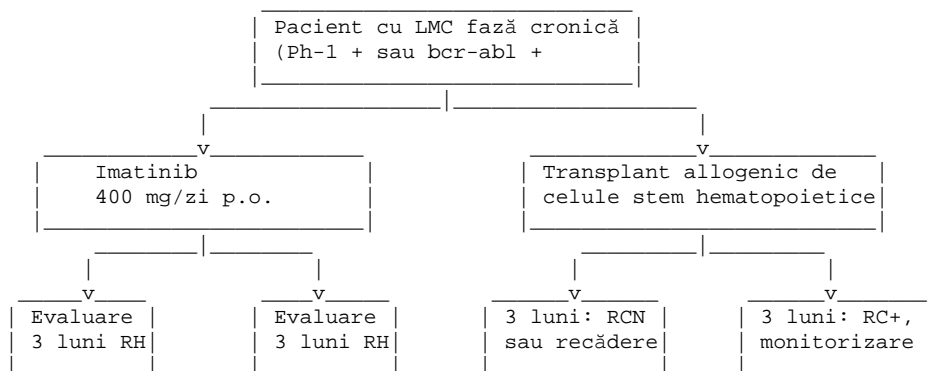 Pacient cu LMC fază cronică
(Ph-1 + sau bcr-abl +
Imatinib
400 mg/zi p.o.
Transplant allogenic de
celule stem hematopoietice
Evaluare
3 luni RH
Evaluare
3 luni RH
3 luni: RCN
sau recădere
3 luni: RC+,
monitorizare